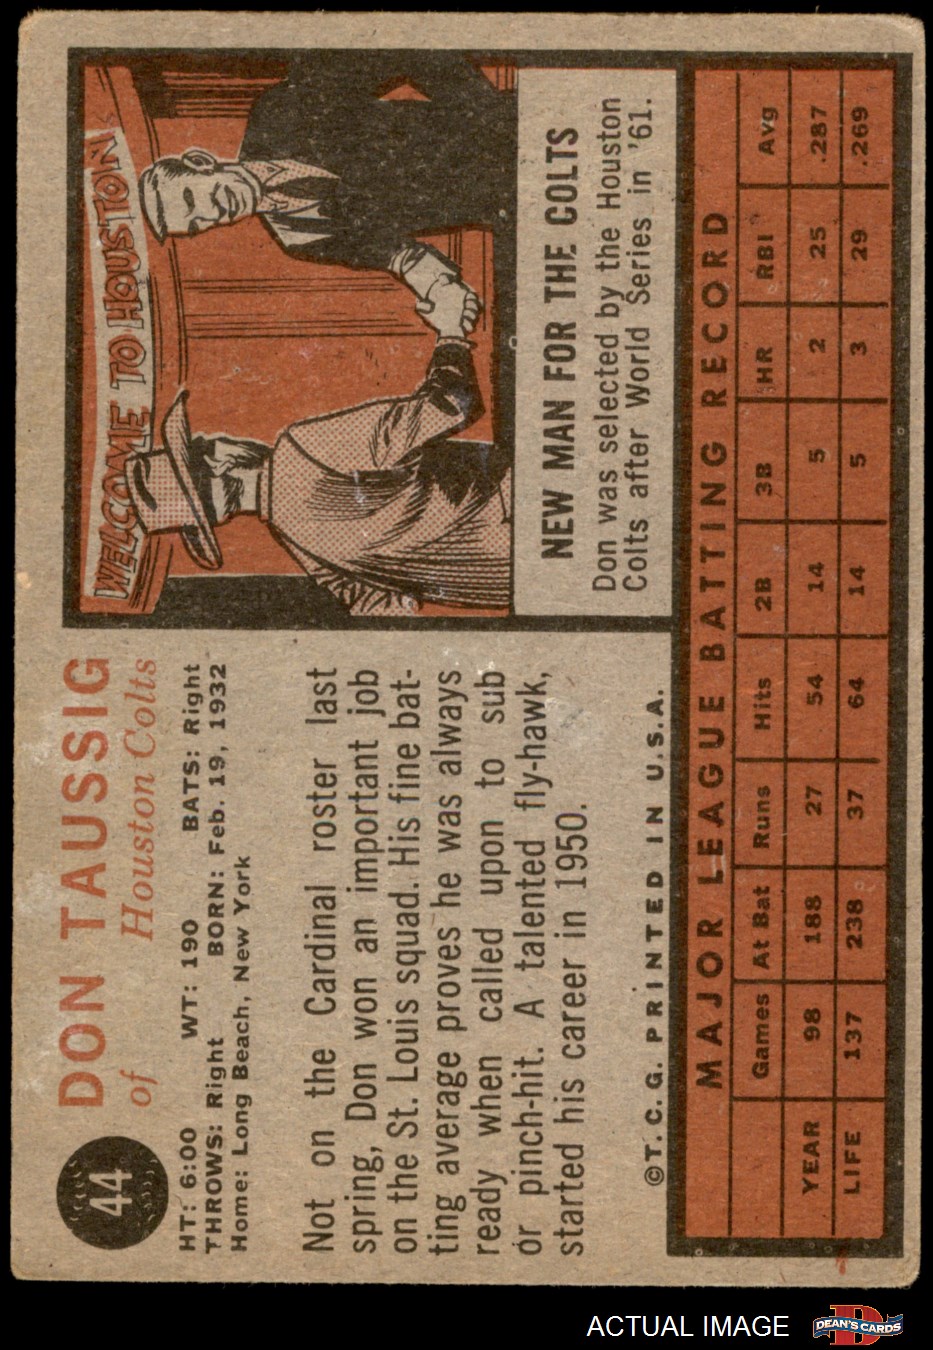 44
DON TAUSSIG
of Houston Colts
HT: 6:00 WT: 190 BATS: Right
THROWS: Right BORN: Feb. 19, 1932
Home: Long Beach, New York
Not on the Cardinal roster last
spring, Don won an important job
on the St. Louis squad. His fine bat-
ting average proves he was always
ready when called upon to sub
or pinch-hit. A talented fly-hawk,
started his career in 1950.
©T. C. G. PRINTED IN U.S.A.
WELCOME TO HOUSTON
NEW MAN FOR THE COLTS
Don was selected by the Houston
Colts after World Series in '61.
MAJOR LEAGUE BATTING RECORD
Games At Bat Runs Hits 2B 3B HR RBI Avg
YEAR 98 188 27 54 14 5 2 25 .287
LIFE 137 238 37 64 14 5 3 29 .269
ACTUAL IMAGE
DEAN'S CARDS